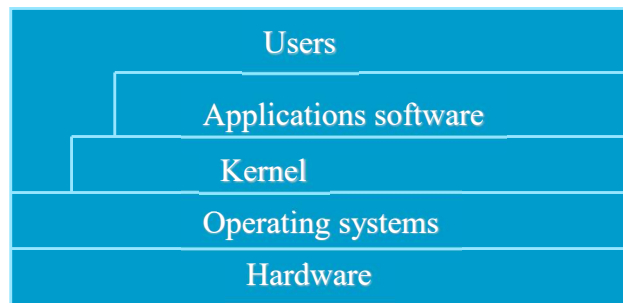 Users
Applications software
Kernel
Operating systems
Hardware